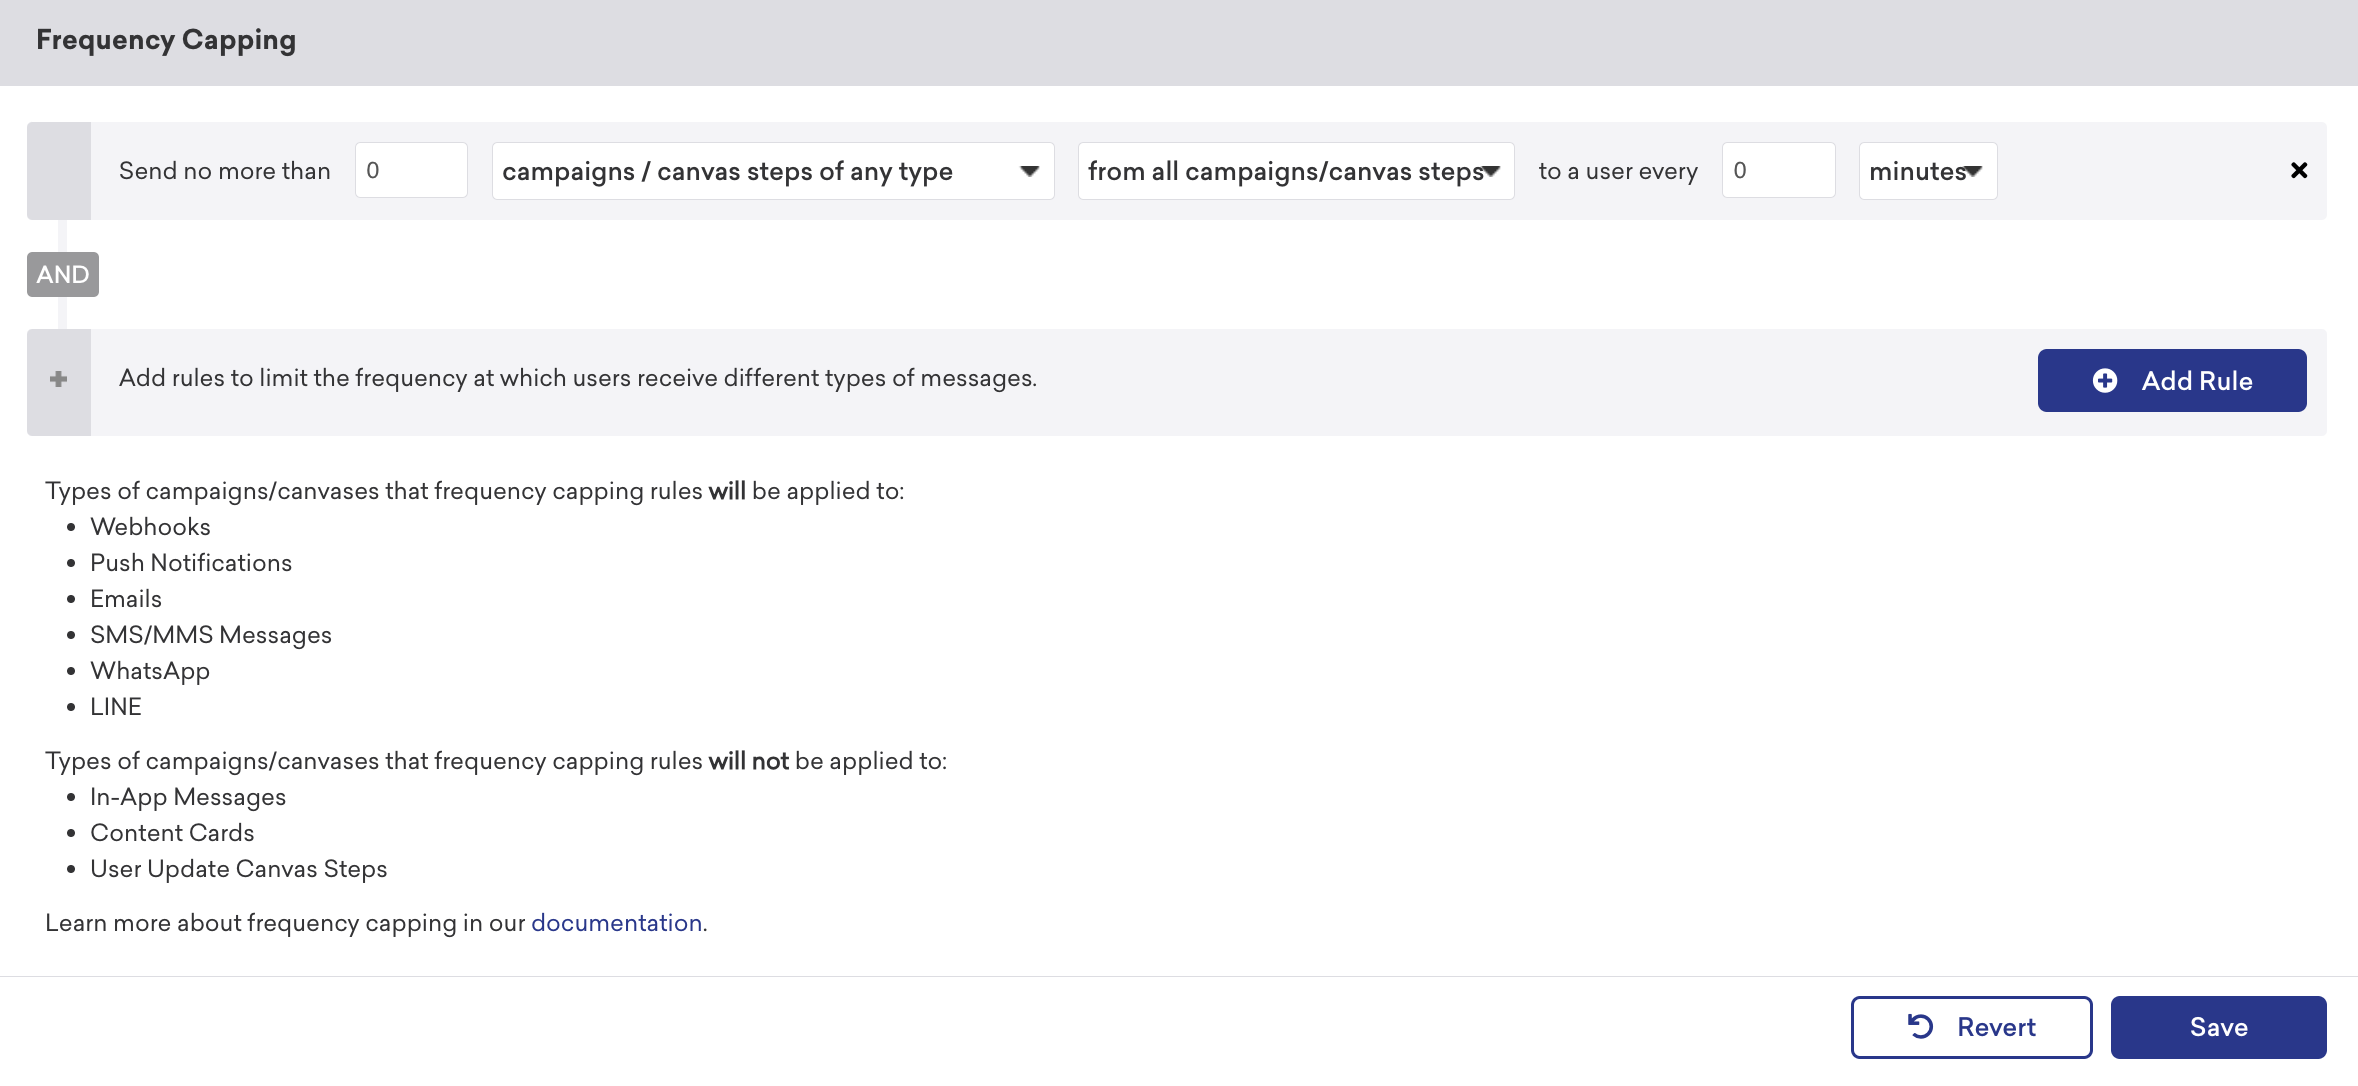 Frequency Capping
Send no more than 0 campaigns / canvas steps of any type from all campaigns/canvas steps to a user every 0 minutes
AND
Add rules to limit the frequency at which users receive different types of messages. Add Rule
Types of campaigns/canvases that frequency capping rules will be applied to:
• Webhooks
• Push Notifications
• Emails
• SMS/MMS Messages
• WhatsApp
• LINE
Types of campaigns/canvases that frequency capping rules will not be applied to:
• In-App Messages
• Content Cards
• User Update Canvas Steps
Learn more about frequency capping in our documentation.
Revert Save